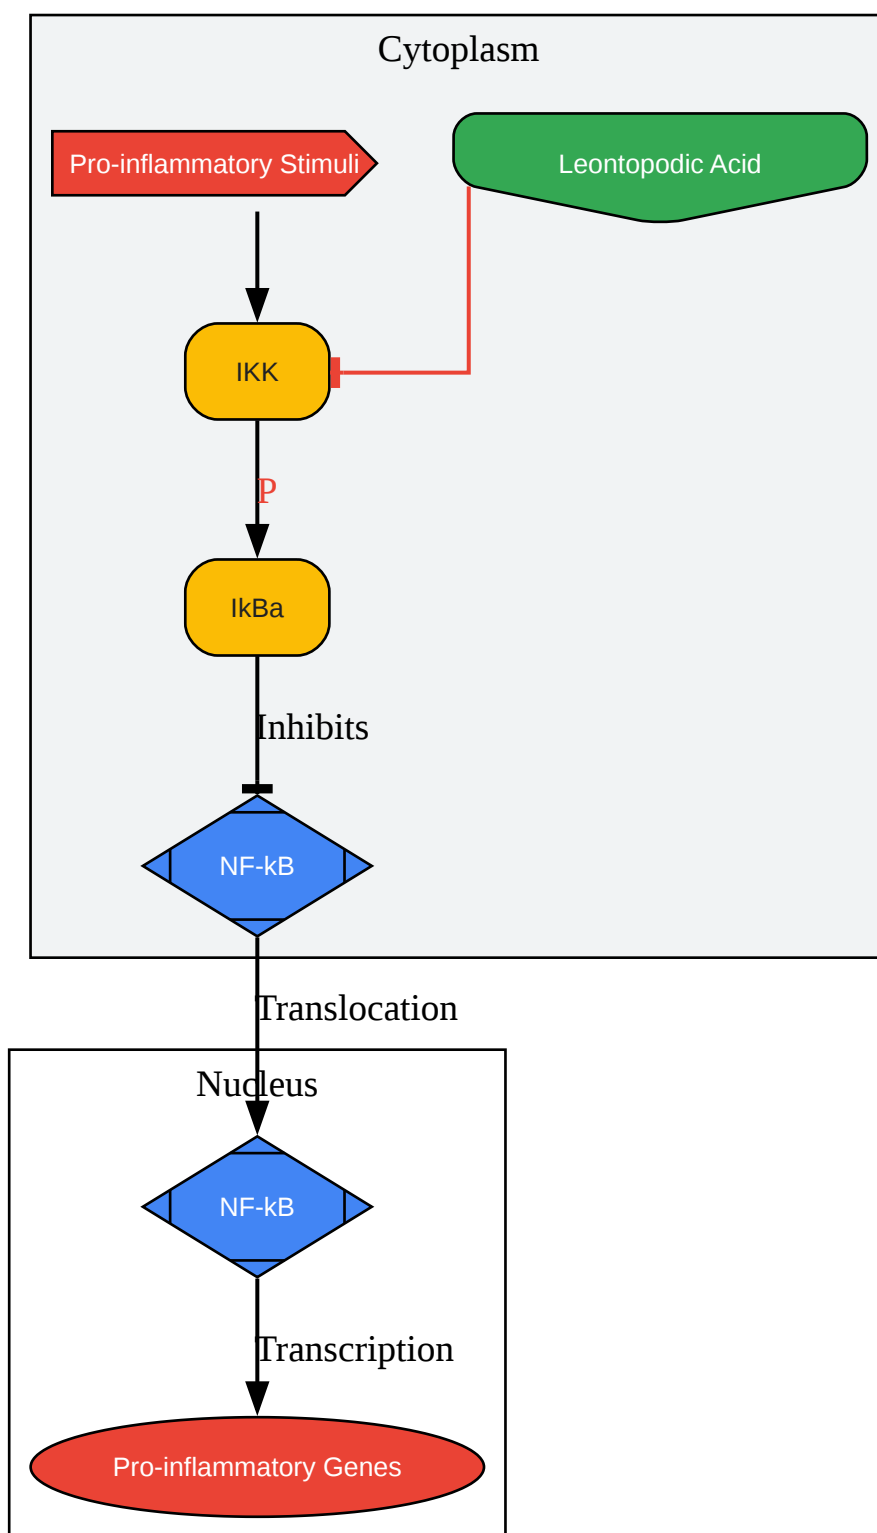 Cytoplasm
Pro-inflammatory Stimuli
Leontopodic Acid
IKK
P
IkBa
Inhibits
NF-kB
Translocation
Nucleus
NF-kB
Transcription
Pro-inflammatory Genes